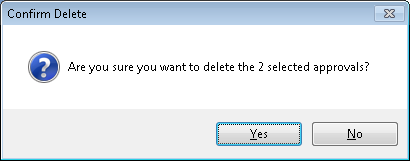 Confirm Delete
Are you sure you want to delete the 2 selected approvals?
Yes
No